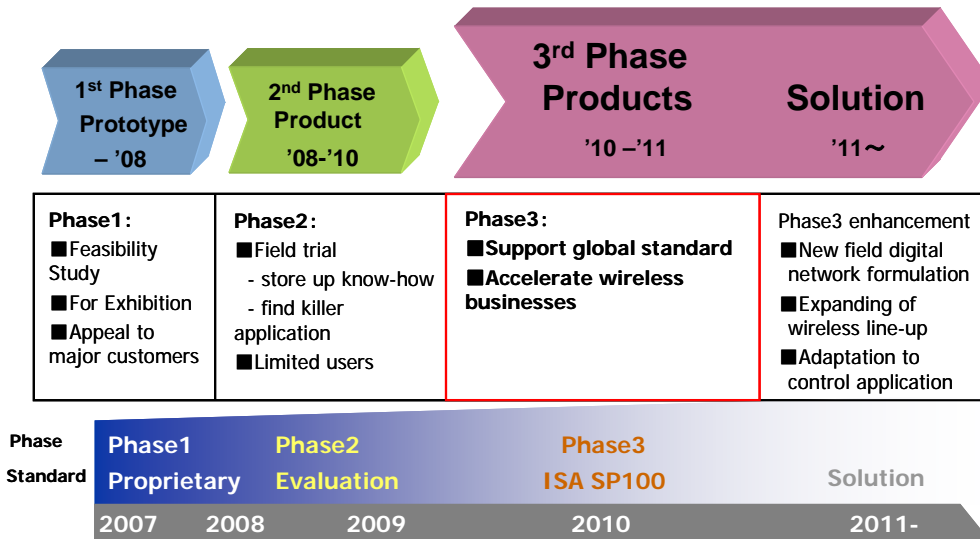 1st Phase
Prototype
– '08
2nd Phase
Product
'08-'10
3rd Phase
Products
'10 –'11
Solution
'11～
Phase1:
■Feasibility
Study
■For Exhibition
■Appeal to
major customers
Phase2:
■Field trial
- store up know-how
- find killer
application
■Limited users
Phase3:
■Support global standard
■Accelerate wireless
businesses
Phase3 enhancement
■New field digital
network formulation
■Expanding of
wireless line-up
■Adaptation to
control application
Phase
Phase1
Phase2
Phase3
Standard
Proprietary
Evaluation
ISA SP100
Solution
2007
2008
2009
2010
2011-